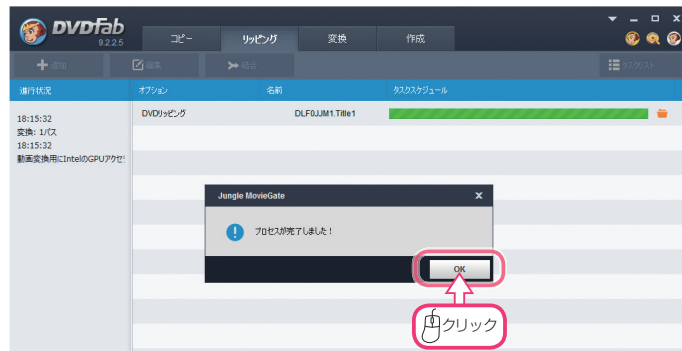 DVDFab
9.2.2.5
コピー
リッピング
変換
作成
追加
編集
結合
タスクリスト
進行状況
オプション
名前
タスクスケジュール
18:15:32
変換: 1パス
18:15:32
動画変換用にIntelのGPUアクセ
DVDリッピング
DLF0JJM1.Title1
Jungle MovieGate
プロセスが完了しました！
OK
クリック